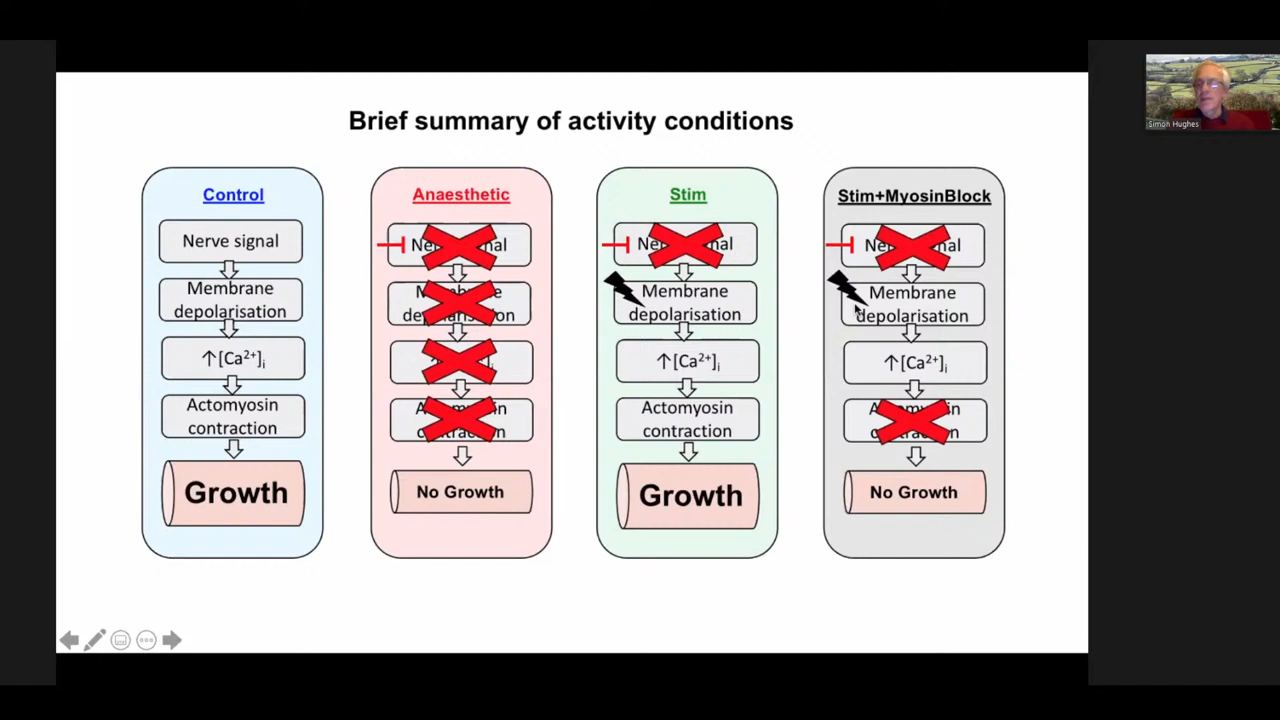 Brief summary of activity conditions
Control
Nerve signal
Membrane
depolarisation
↑[Ca²⁺]ᵢ
Actomyosin
contraction
Growth
Anaesthetic
No Growth
Stim
Membrane
depolarisation
↑[Ca²⁺]ᵢ
Actomyosin
contraction
Growth
Stim+MyosinBlock
Membrane
depolarisation
↑[Ca²⁺]ᵢ
No Growth
Simon Hughes